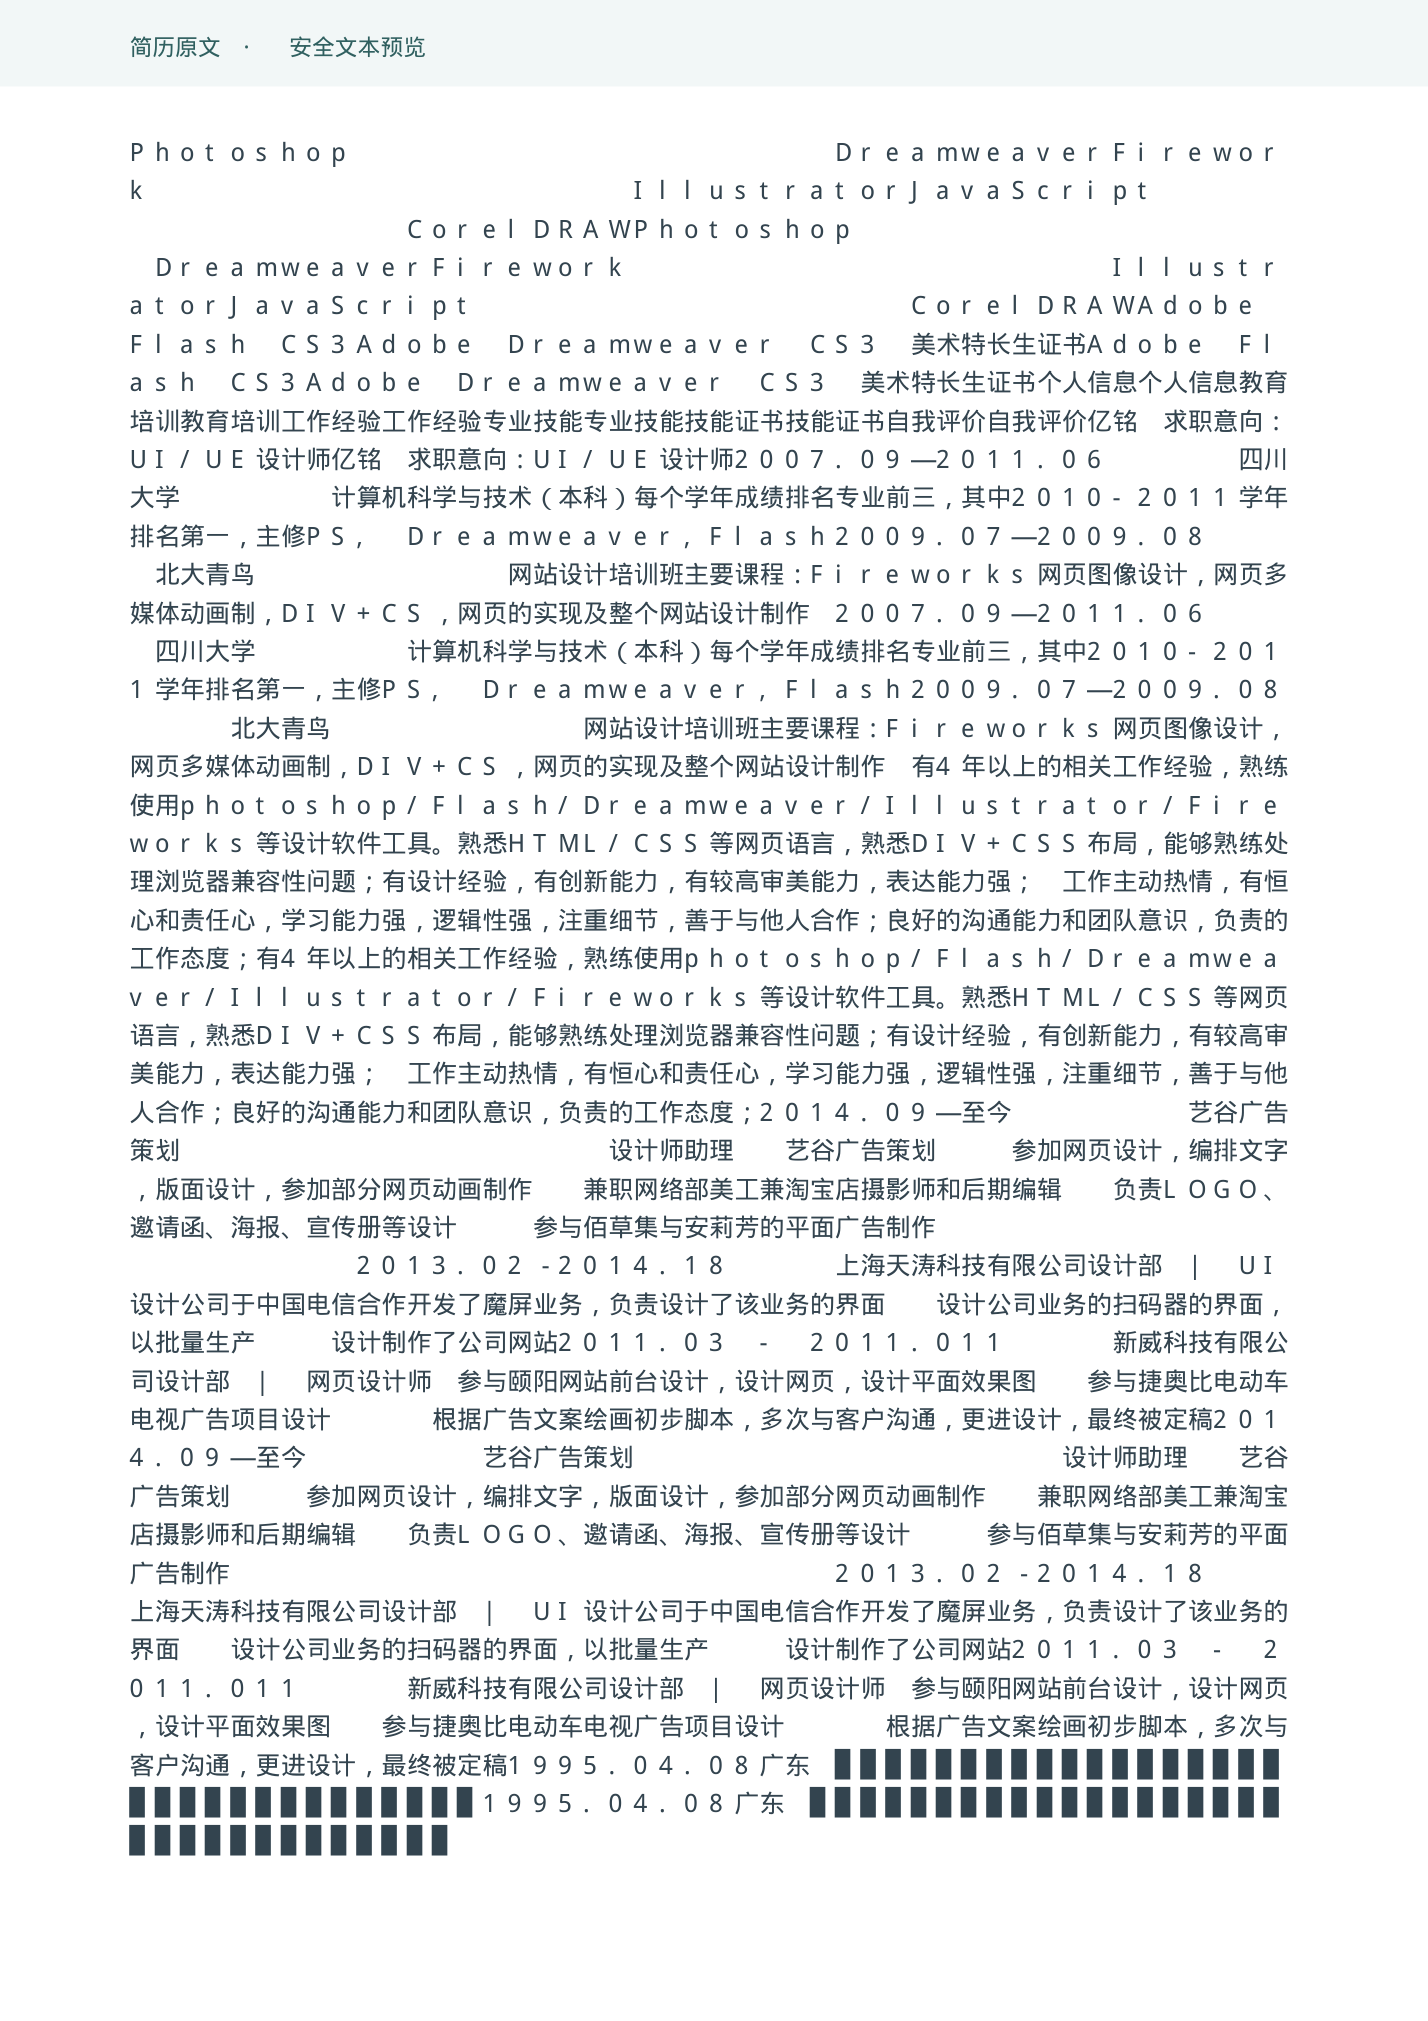 简历原文 · 安全文本预览
Photoshop DreamweaverFirewor
k IllustratorJavaScript
CorelDRAWPhotoshop
DreamweaverFirework Illustr
atorJavaScript CorelDRAWAdobe
Flash CS3Adobe Dreamweaver CS3 美术特长生证书Adobe Fl
ash CS3Adobe Dreamweaver CS3 美术特长生证书个人信息个人信息教育
培训教育培训工作经验工作经验专业技能专业技能技能证书技能证书自我评价自我评价亿铭 求职意向:
UI/UE设计师亿铭 求职意向:UI/UE设计师2007.09—2011.06 四川
大学 计算机科学与技术(本科)每个学年成绩排名专业前三,其中2010-2011学年
排名第一,主修PS, Dreamweaver,Flash2009.07—2009.08
北大青鸟 网站设计培训班主要课程:Fireworks网页图像设计,网页多
媒体动画制,DIV+CS,网页的实现及整个网站设计制作 2007.09—2011.06
四川大学 计算机科学与技术(本科)每个学年成绩排名专业前三,其中2010-201
1学年排名第一,主修PS, Dreamweaver,Flash2009.07—2009.08
北大青鸟 网站设计培训班主要课程:Fireworks网页图像设计,
网页多媒体动画制,DIV+CS,网页的实现及整个网站设计制作 有4年以上的相关工作经验,熟练
使用photoshop/Flash/Dreamweaver/Illustrator/Fire
works等设计软件工具。熟悉HTML/CSS等网页语言,熟悉DIV+CSS布局,能够熟练处
理浏览器兼容性问题;有设计经验,有创新能力,有较高审美能力,表达能力强; 工作主动热情,有恒
心和责任心,学习能力强,逻辑性强,注重细节,善于与他人合作;良好的沟通能力和团队意识,负责的
工作态度;有4年以上的相关工作经验,熟练使用photoshop/Flash/Dreamwea
ver/Illustrator/Fireworks等设计软件工具。熟悉HTML/CSS等网页
语言,熟悉DIV+CSS布局,能够熟练处理浏览器兼容性问题;有设计经验,有创新能力,有较高审
美能力,表达能力强; 工作主动热情,有恒心和责任心,学习能力强,逻辑性强,注重细节,善于与他
人合作;良好的沟通能力和团队意识,负责的工作态度;2014.09—至今 艺谷广告
策划 设计师助理 艺谷广告策划 参加网页设计,编排文字
,版面设计,参加部分网页动画制作 兼职网络部美工兼淘宝店摄影师和后期编辑 负责LOGO、
邀请函、海报、宣传册等设计 参与佰草集与安莉芳的平面广告制作
2013.02-2014.18 上海天涛科技有限公司设计部 | UI
设计公司于中国电信合作开发了魔屏业务,负责设计了该业务的界面 设计公司业务的扫码器的界面,
以批量生产 设计制作了公司网站2011.03 - 2011.011 新威科技有限公
司设计部 | 网页设计师 参与颐阳网站前台设计,设计网页,设计平面效果图 参与捷奥比电动车
电视广告项目设计 根据广告文案绘画初步脚本,多次与客户沟通,更进设计,最终被定稿201
4.09—至今 艺谷广告策划 设计师助理 艺谷
广告策划 参加网页设计,编排文字,版面设计,参加部分网页动画制作 兼职网络部美工兼淘宝
店摄影师和后期编辑 负责LOGO、邀请函、海报、宣传册等设计 参与佰草集与安莉芳的平面
广告制作 2013.02-2014.18
上海天涛科技有限公司设计部 | UI设计公司于中国电信合作开发了魔屏业务,负责设计了该业务的
界面 设计公司业务的扫码器的界面,以批量生产 设计制作了公司网站2011.03 - 2
011.011 新威科技有限公司设计部 | 网页设计师 参与颐阳网站前台设计,设计网页
,设计平面效果图 参与捷奥比电动车电视广告项目设计 根据广告文案绘画初步脚本,多次与
客户沟通,更进设计,最终被定稿1995.04.08广东 ██████████████████
██████████████1995.04.08广东 ███████████████████
█████████████